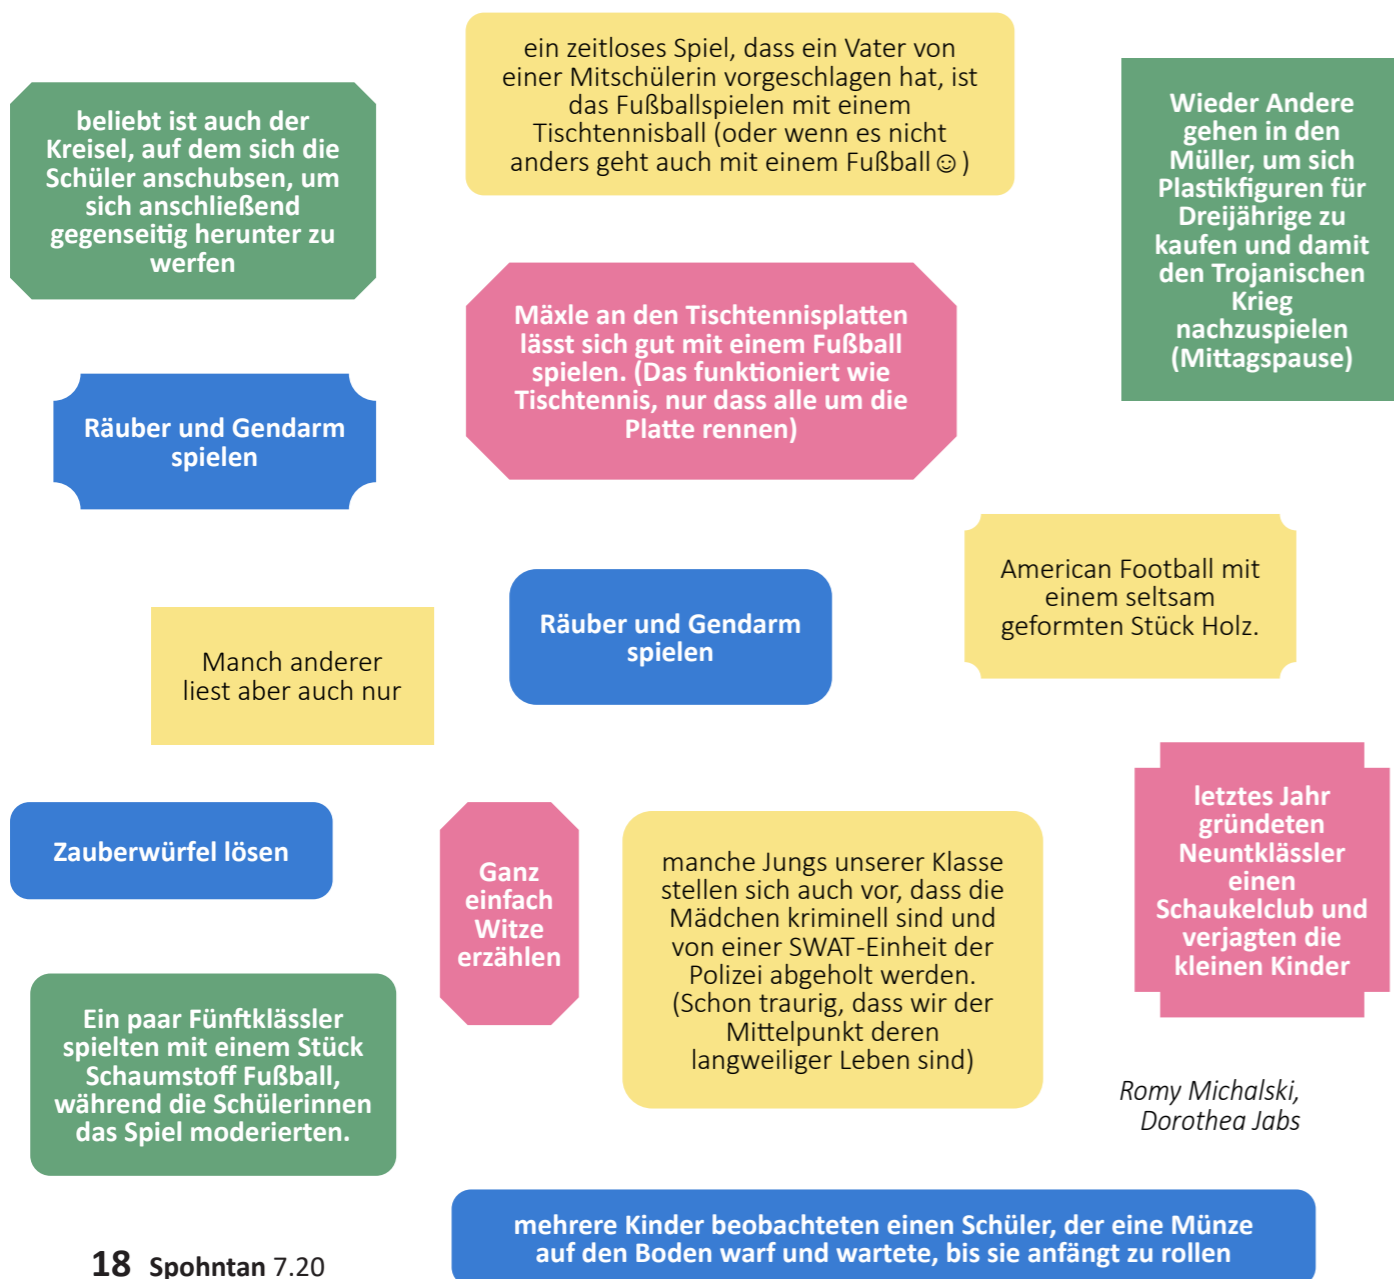 ein zeitloses Spiel, dass ein Vater von
einer Mitschülerin vorgeschlagen hat, ist
das Fußballspielen mit einem
Tischtennisball (oder wenn es nicht
anders geht auch mit einem Fußball☺)
beliebt ist auch der
Kreisel, auf dem sich die
Schüler anschubsen, um
sich anschließend
gegenseitig herunter zu
werfen
Wieder Andere
gehen in den
Müller, um sich
Plastikfiguren für
Dreijährige zu
kaufen und damit
den Trojanischen
Krieg
nachzuspielen
(Mittagspause)
Mäxle an den Tischtennisplatten
lässt sich gut mit einem Fußball
spielen. (Das funktioniert wie
Tischtennis, nur dass alle um die
Platte rennen)
Räuber und Gendarm
spielen
American Football mit
einem seltsam
geformten Stück Holz.
Räuber und Gendarm
spielen
Manch anderer
liest aber auch nur
letztes Jahr
gründeten
Neuntklässler
einen
Schaukelclub und
verjagten die
kleinen Kinder
Zauberwürfel lösen
Ganz
einfach
Witze
erzählen
manche Jungs unserer Klasse
stellen sich auch vor, dass die
Mädchen kriminell sind und
von einer SWAT-Einheit der
Polizei abgeholt werden.
(Schon traurig, dass wir der
Mittelpunkt deren
langweiliger Leben sind)
Ein paar Fünftklässler
spielten mit einem Stück
Schaumstoff Fußball,
während die Schülerinnen
das Spiel moderierten.
Romy Michalski,
Dorothea Jabs
mehrere Kinder beobachteten einen Schüler, der eine Münze
auf den Boden warf und wartete, bis sie anfängt zu rollen
18 Spohntan 7.20